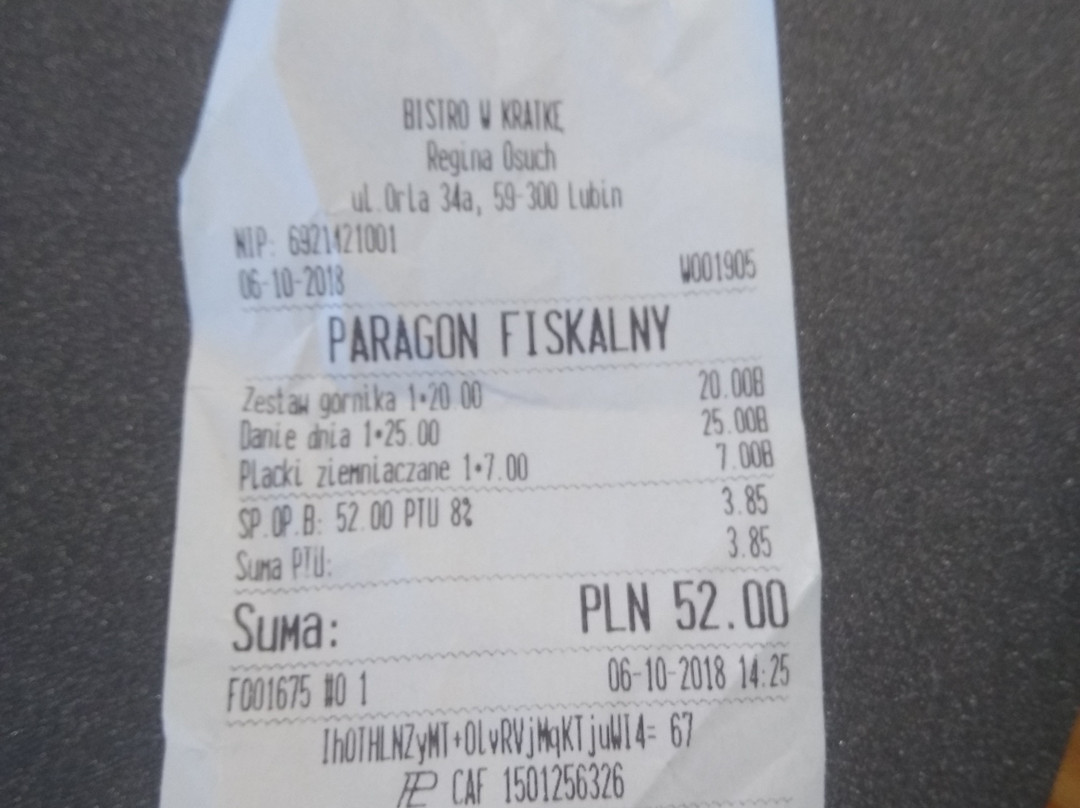 BISTRO W KRATKĘ
Regina Osuch
ul.Orla 34a, 59-300 Lubin
NIP: 6921421001
06-10-2018 W001905
PARAGON FISKALNY
Zestaw górnika 1*20.00 20.00B
Danie dnia 1*25.00 25.00B
Placki ziemniaczane 1*7.00 7.00B
SP.OP.B: 52.00 PTU 8% 3.85
Suma PTU: 3.85
Suma: PLN 52.00
F001675 #0 1 06-10-2018 14:25
IhOTHLNZyMT+OLvRVjMqKTjuWI4= 67
CAF 1501256326